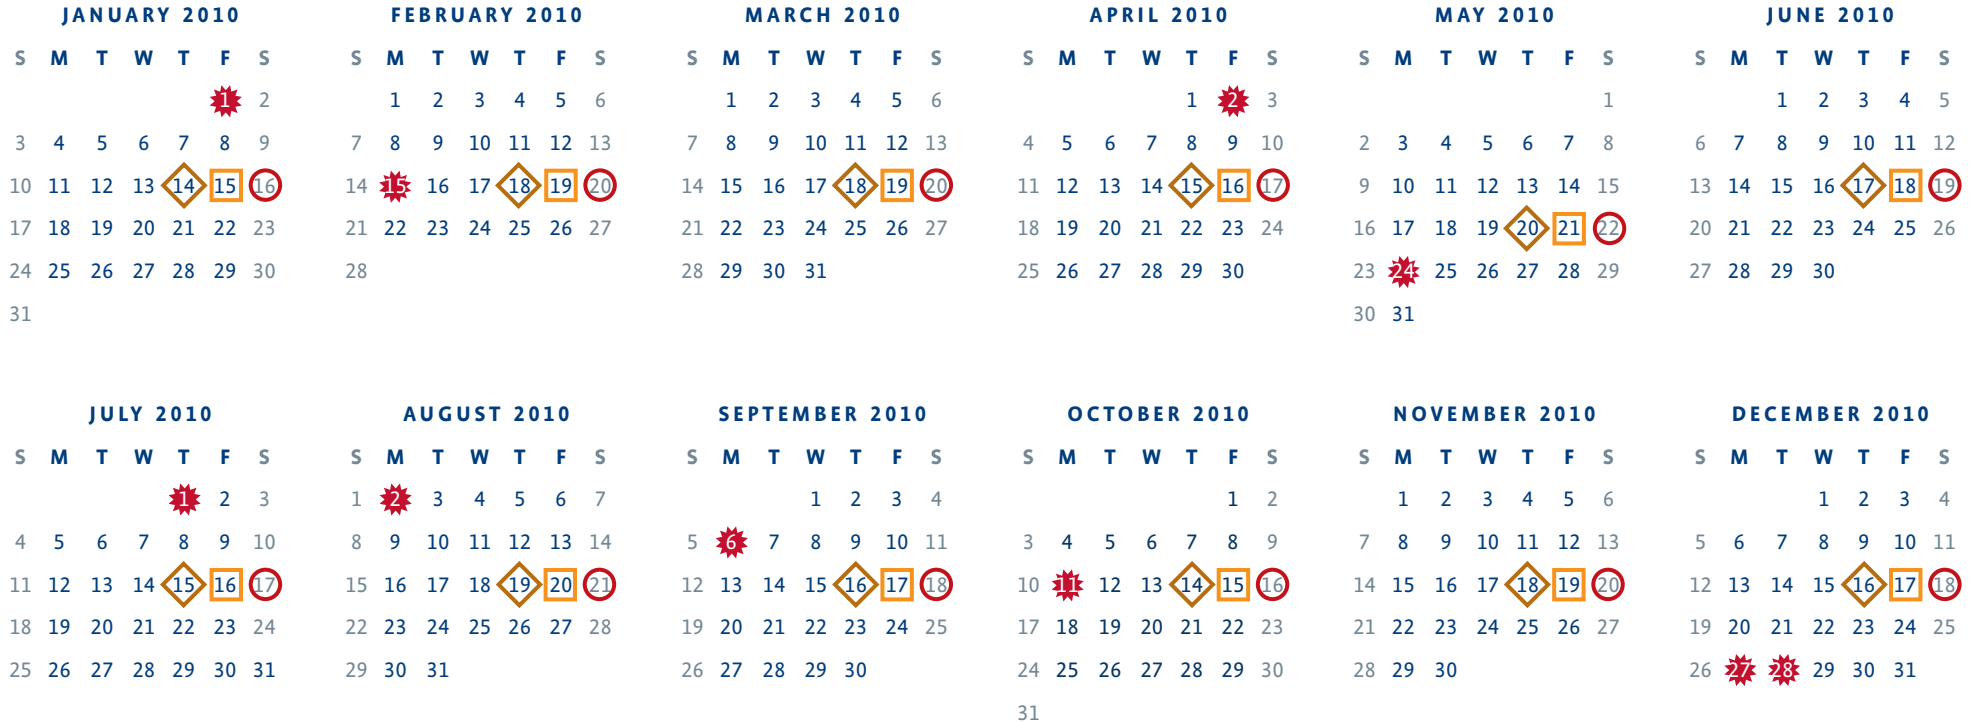 JANUARY 2010 FEBRUARY 2010 MARCH 2010 APRIL 2010 MAY 2010 JUNE 2010
S M T W T F S S M T W T F S S M T W T F S S M T W T F S S M T W T F S S M T W T F S
1 2 1 2 3 4 5 6 1 2 3 4 5 6 1 2 3 1 1 2 3 4 5
3 4 5 6 7 8 9 7 8 9 10 11 12 13 7 8 9 10 11 12 13 4 5 6 7 8 9 10 2 3 4 5 6 7 8 6 7 8 9 10 11 12
10 11 12 13 14 15 16 14 15 16 17 18 19 20 14 15 16 17 18 19 20 11 12 13 14 15 16 17 9 10 11 12 13 14 15 13 14 15 16 17 18 19
17 18 19 20 21 22 23 21 22 23 24 25 26 27 21 22 23 24 25 26 27 18 19 20 21 22 23 24 16 17 18 19 20 21 22 20 21 22 23 24 25 26
24 25 26 27 28 29 30 28 28 29 30 31 25 26 27 28 29 30 23 24 25 26 27 28 29 27 28 29 30
31 30 31
JULY 2010 AUGUST 2010 SEPTEMBER 2010 OCTOBER 2010 NOVEMBER 2010 DECEMBER 2010
S M T W T F S S M T W T F S S M T W T F S S M T W T F S S M T W T F S S M T W T F S
1 2 3 1 2 3 4 5 6 7 1 2 3 4 1 2 1 2 3 4 5 6 1 2 3 4
4 5 6 7 8 9 10 8 9 10 11 12 13 14 5 6 7 8 9 10 11 3 4 5 6 7 8 9 7 8 9 10 11 12 13 5 6 7 8 9 10 11
11 12 13 14 15 16 17 15 16 17 18 19 20 21 12 13 14 15 16 17 18 10 11 12 13 14 15 16 14 15 16 17 18 19 20 12 13 14 15 16 17 18
18 19 20 21 22 23 24 22 23 24 25 26 27 28 19 20 21 22 23 24 25 17 18 19 20 21 22 23 21 22 23 24 25 26 27 19 20 21 22 23 24 25
25 26 27 28 29 30 31 29 30 31 26 27 28 29 30 24 25 26 27 28 29 30 28 29 30 26 27 28 29 30 31
31